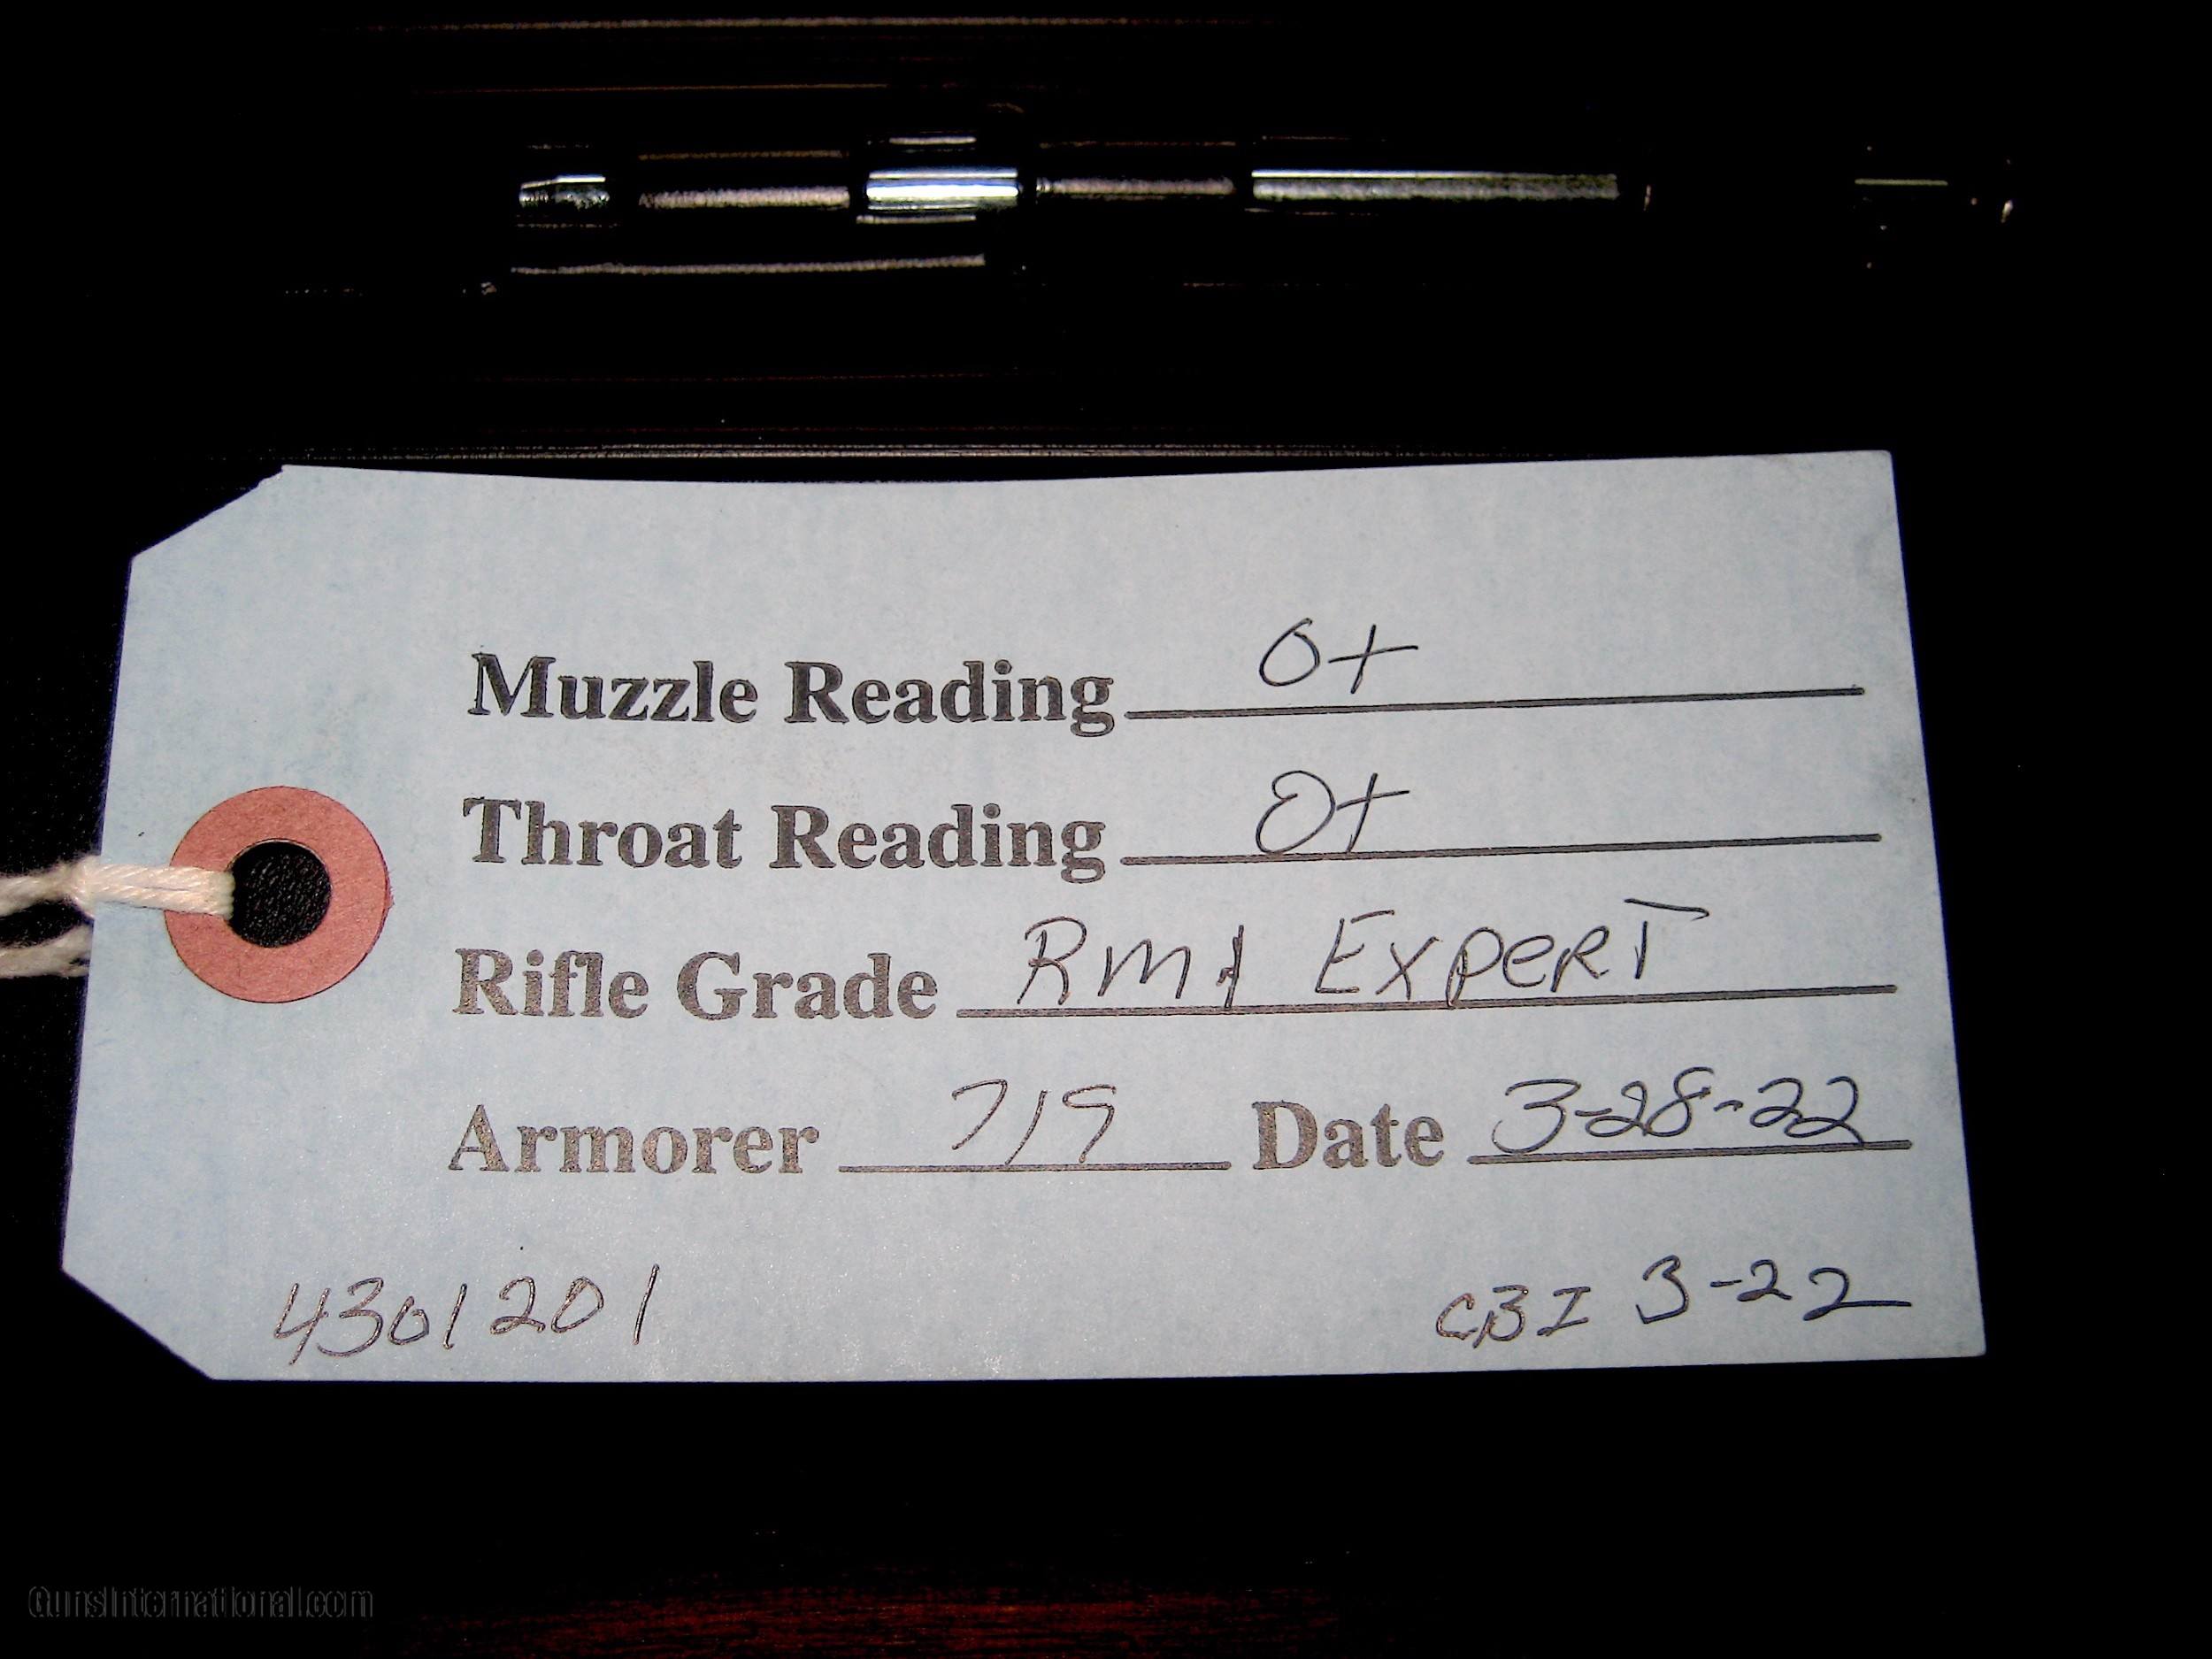 Muzzle Reading 0+
Throat Reading 0+
Rifle Grade RM1 ExperT
Armorer 719 Date 3-28-22
4301201 CBI 3-22
GunsInternational.com